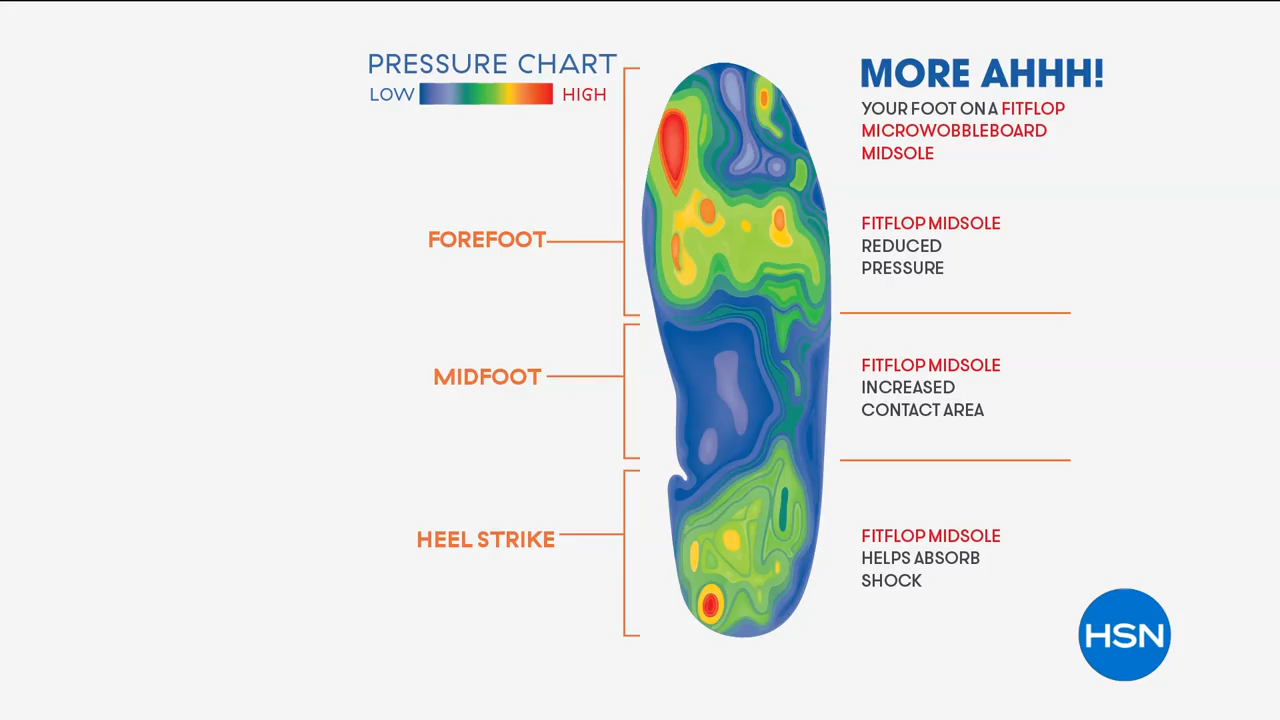 PRESSURE CHART
LOW HIGH
FOREFOOT
MIDFOOT
HEEL STRIKE
MORE AHHH!
YOUR FOOT ON A FITFLOP
MICROWOBBLEBOARD
MIDSOLE
FITFLOP MIDSOLE
REDUCED
PRESSURE
FITFLOP MIDSOLE
INCREASED
CONTACT AREA
FITFLOP MIDSOLE
HELPS ABSORB
SHOCK
HSN